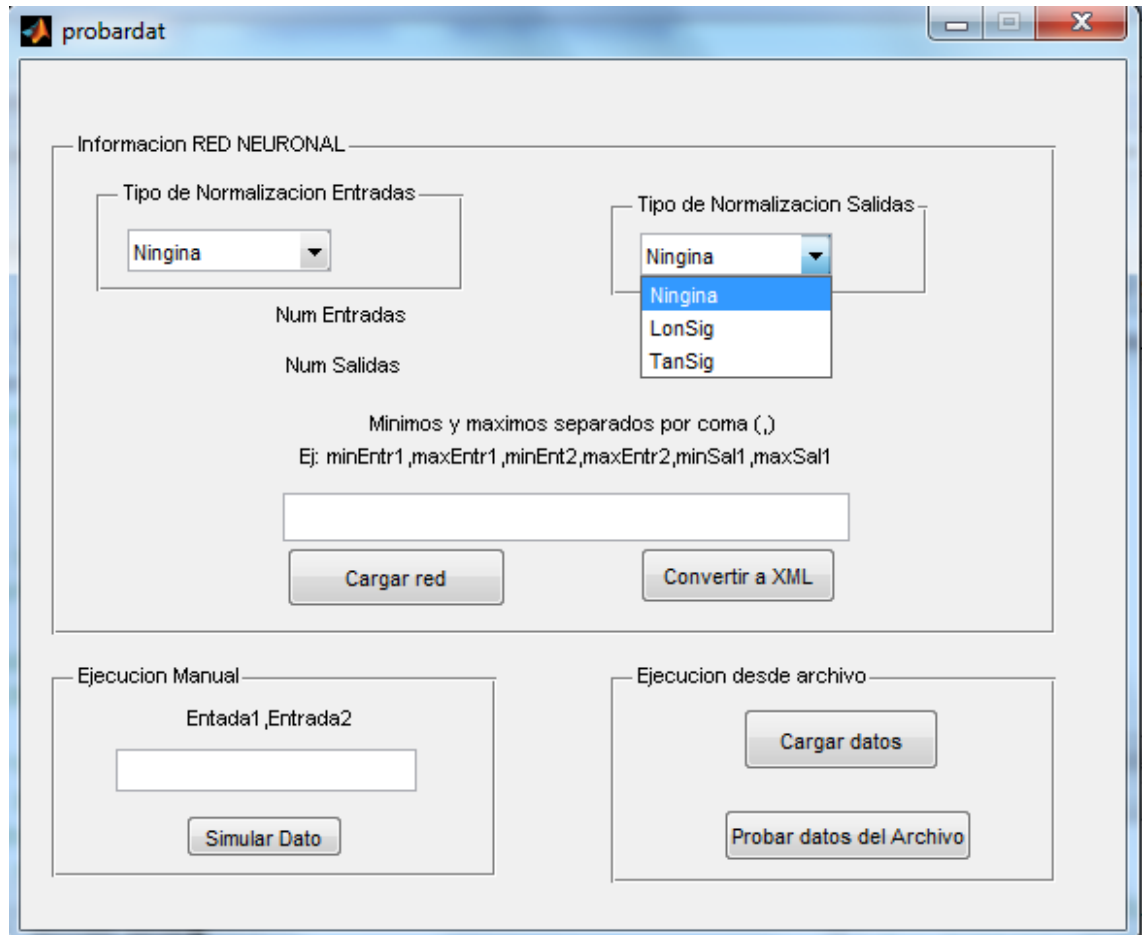 probardat
Informacion RED NEURONAL
Tipo de Normalizacion Entradas
Tipo de Normalizacion Salidas
Ningina
Ningina
Ningina
LonSig
TanSig
Num Entradas
Num Salidas
Minimos y maximos separados por coma (,)
Ej: minEntr1,maxEntr1,minEnt2,maxEntr2,minSal1,maxSal1
Cargar red
Convertir a XML
Ejecucion Manual
Entada1,Entrada2
Simular Dato
Ejecucion desde archivo
Cargar datos
Probar datos del Archivo